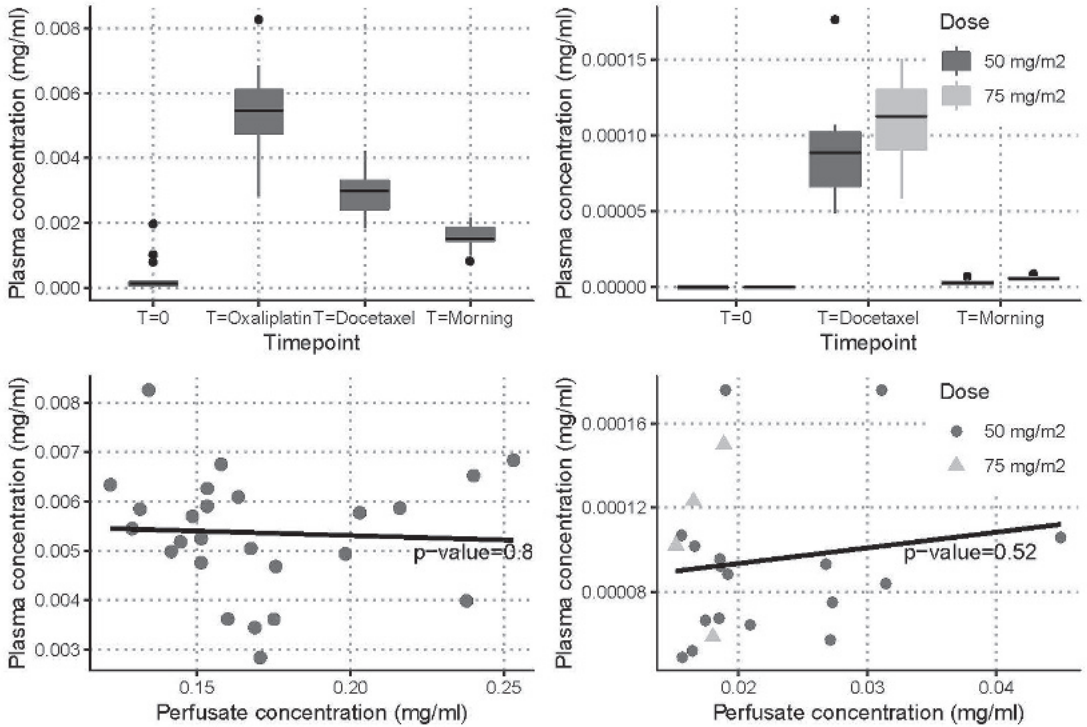 Plasma concentration (mg/ml)
0.008
0.006
0.004
0.002
0.000
T=0 T=Oxaliplatin T=Docetaxel T=Morning
Timepoint
Plasma concentration (mg/ml)
0.00015
0.00010
0.00005
0.00000
Dose
50 mg/m2
75 mg/m2
T=0 T=Docetaxel T=Morning
Timepoint
Plasma concentration (mg/ml)
0.008
0.007
0.006
0.005
0.004
0.003
p-value=0.8
0.15 0.20 0.25
Perfusate concentration (mg/ml)
Plasma concentration (mg/ml)
0.00016
0.00012
0.00008
Dose
50 mg/m2
75 mg/m2
p-value=0.52
0.02 0.03 0.04
Perfusate concentration (mg/ml)